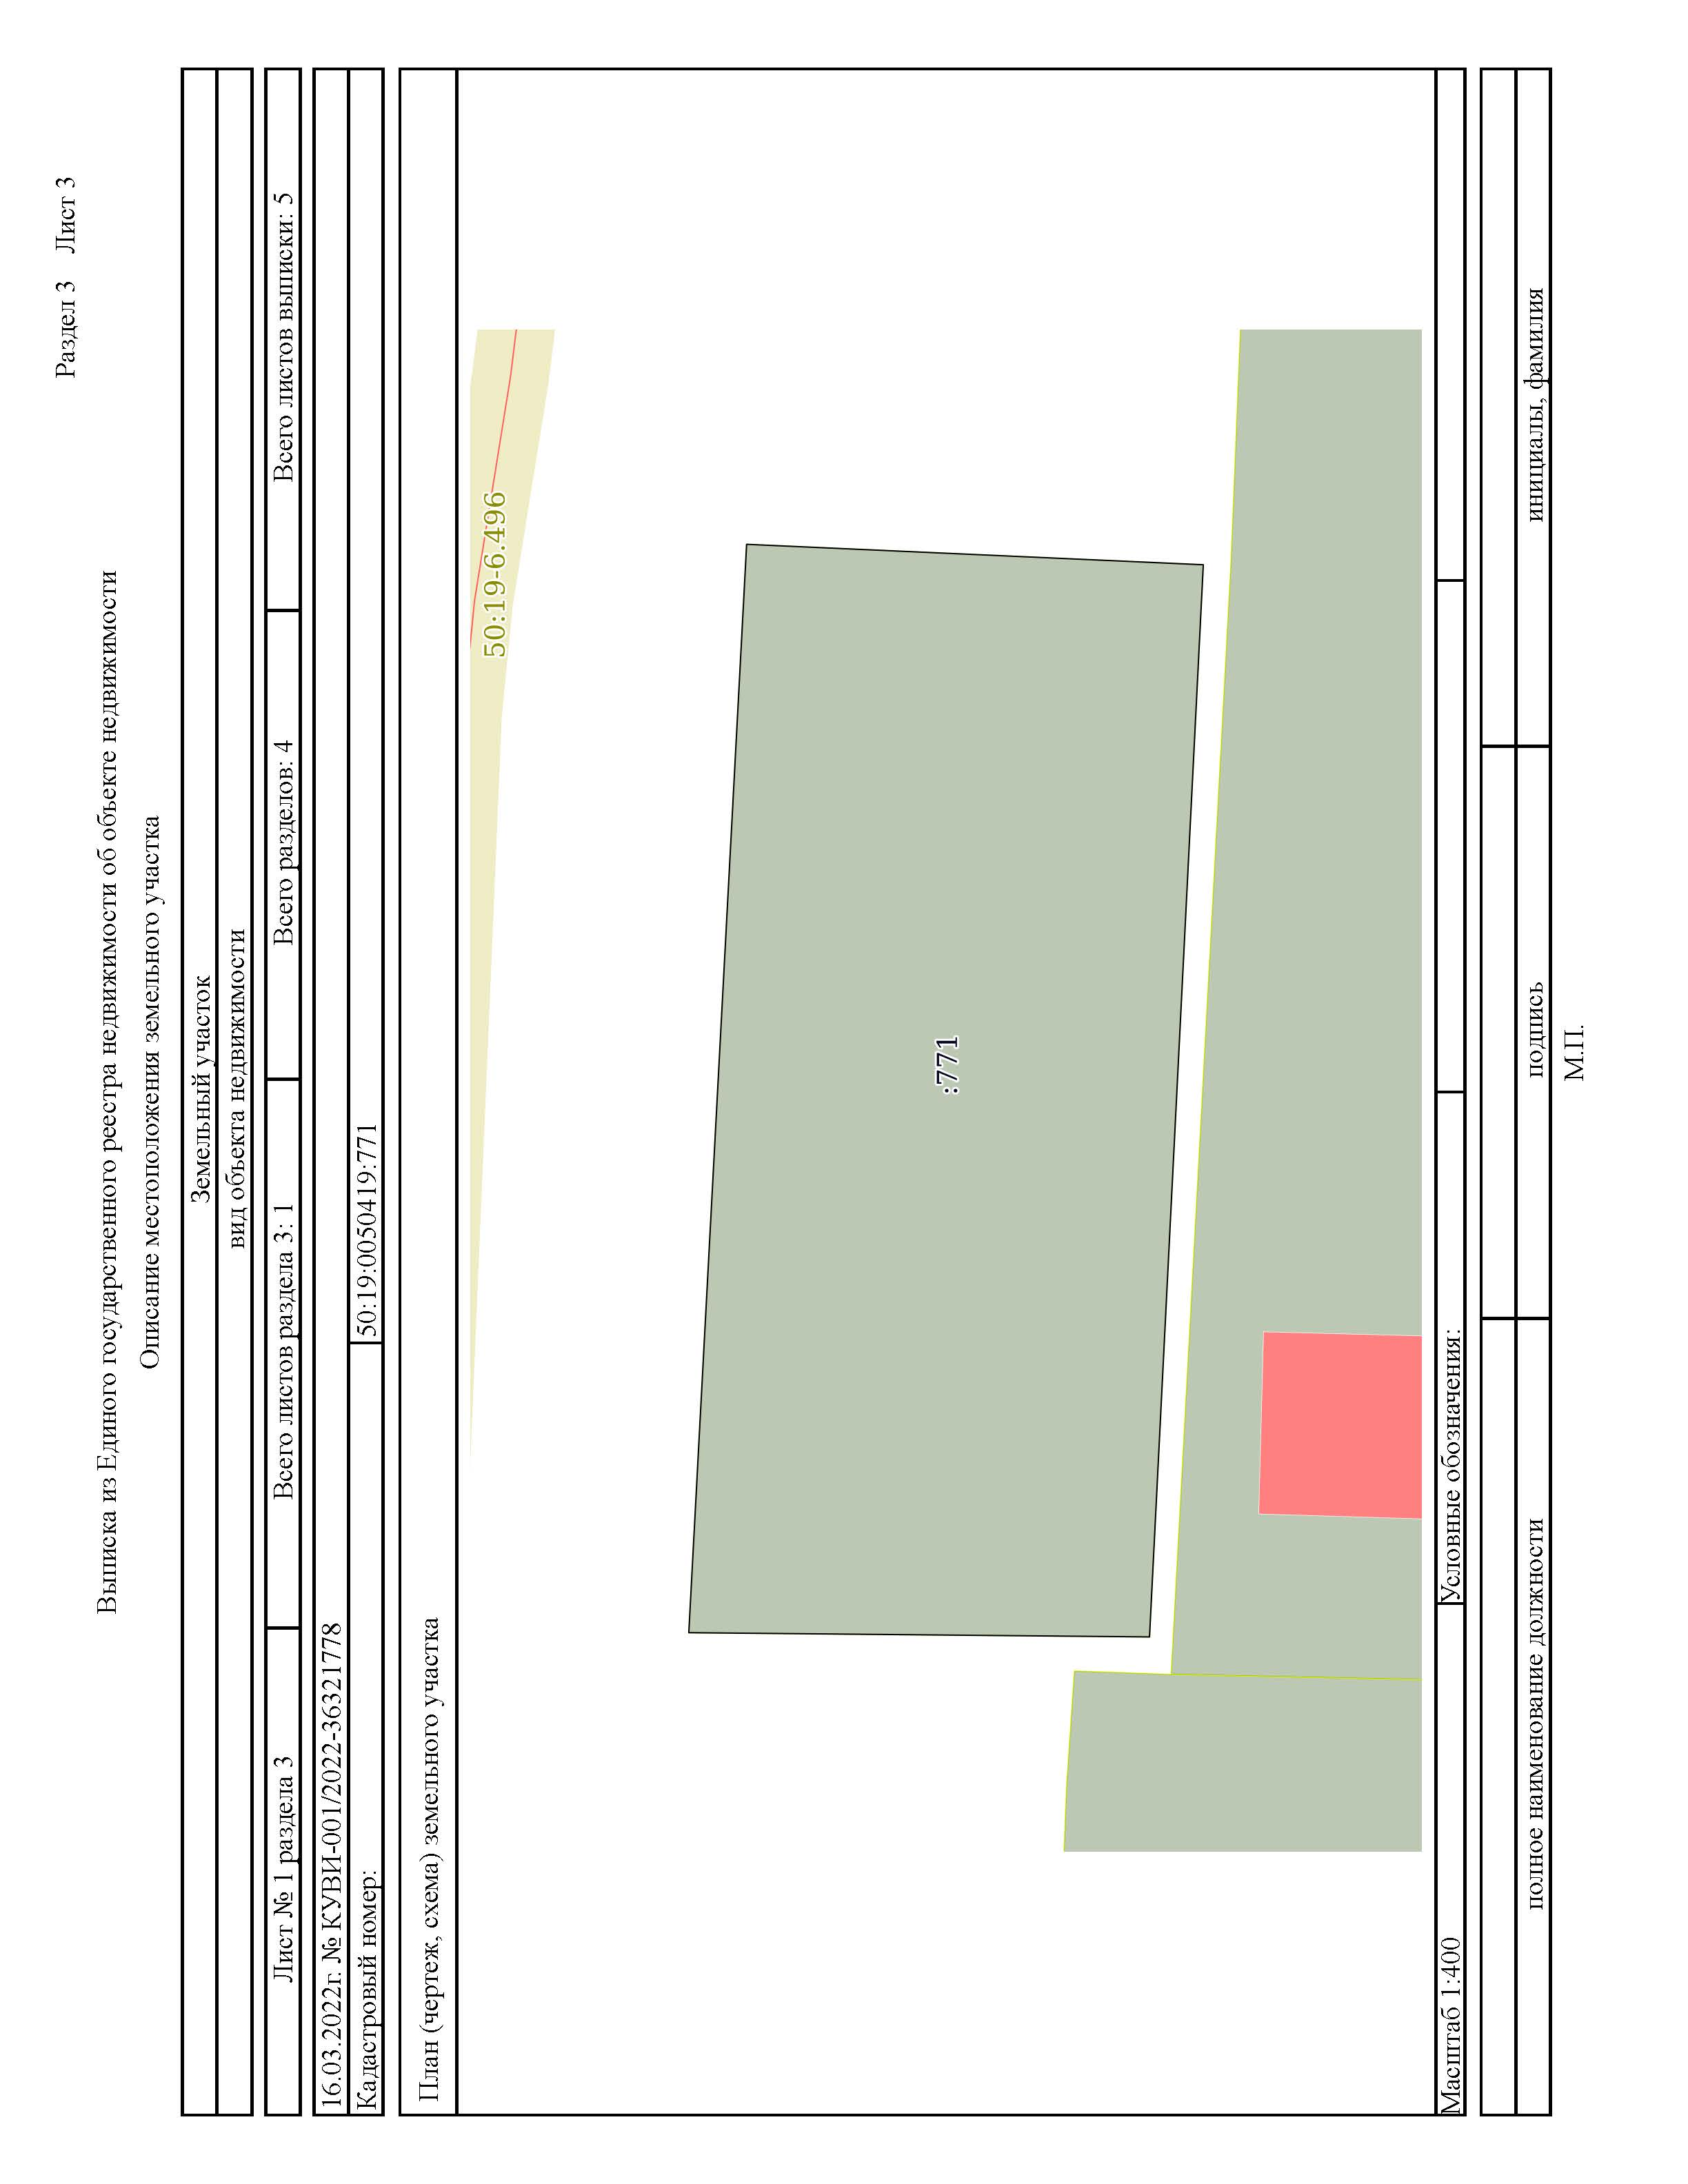 Раздел 3 Лист 3
Выписка из Единого государственного реестра недвижимости об объекте недвижимости
Описание местоположения земельного участка
Земельный участок
вид объекта недвижимости
Лист № 1 раздела 3 Всего листов раздела 3: 1 Всего разделов: 4 Всего листов выписки: 5
16.03.2022г. № КУВИ-001/2022-36321778
Кадастровый номер: 50:19:0050419:771
План (чертеж, схема) земельного участка
50:19-6.496
:771
Масштаб 1:400 Условные обозначения:
полное наименование должности подпись инициалы, фамилия
М.П.